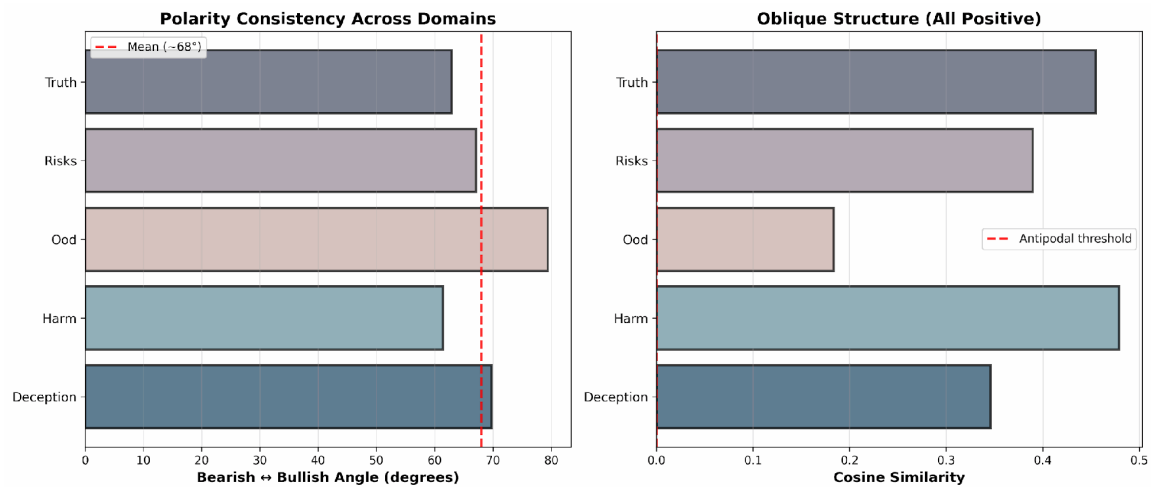 Polarity Consistency Across Domains
Mean (~68°)
Truth
Risks
Ood
Harm
Deception
0 10 20 30 40 50 60 70 80
Bearish ↔ Bullish Angle (degrees)
Oblique Structure (All Positive)
Truth
Risks
Ood
Antipodal threshold
Harm
Deception
0.0 0.1 0.2 0.3 0.4 0.5
Cosine Similarity